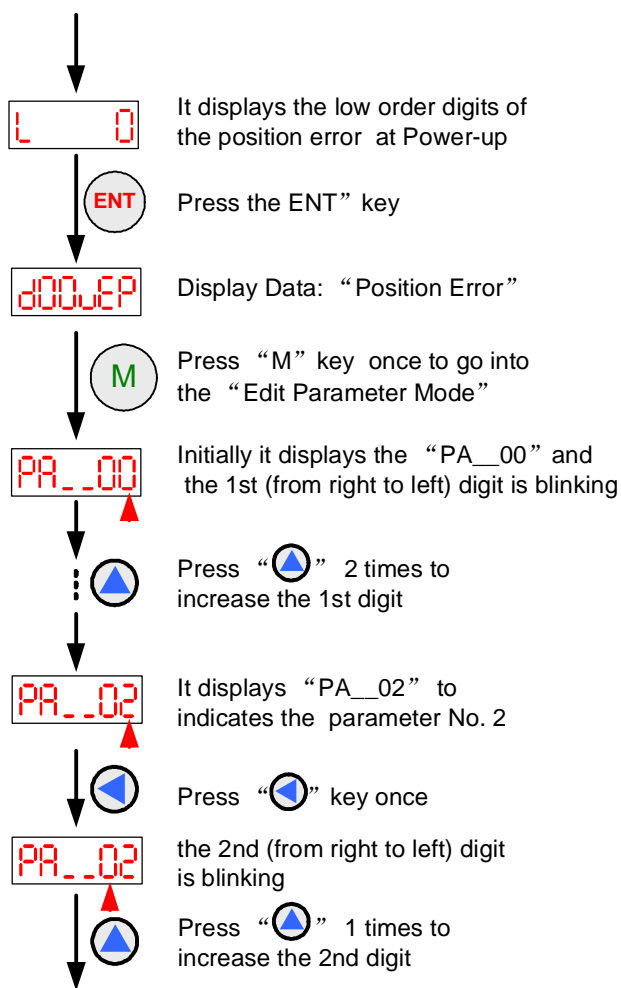 L 0
It displays the low order digits of
the position error at Power-up
ENT
Press the ENT” key
d00uEP
Display Data: “Position Error”
M
Press “M” key once to go into
the “Edit Parameter Mode”
PA__00
Initially it displays the “PA__00” and
the 1st (from right to left) digit is blinking
Press “ ” 2 times to
increase the 1st digit
PA__02
It displays “PA__02” to
indicates the parameter No. 2
Press “ ” key once
PA__02
the 2nd (from right to left) digit
is blinking
Press “ ” 1 times to
increase the 2nd digit